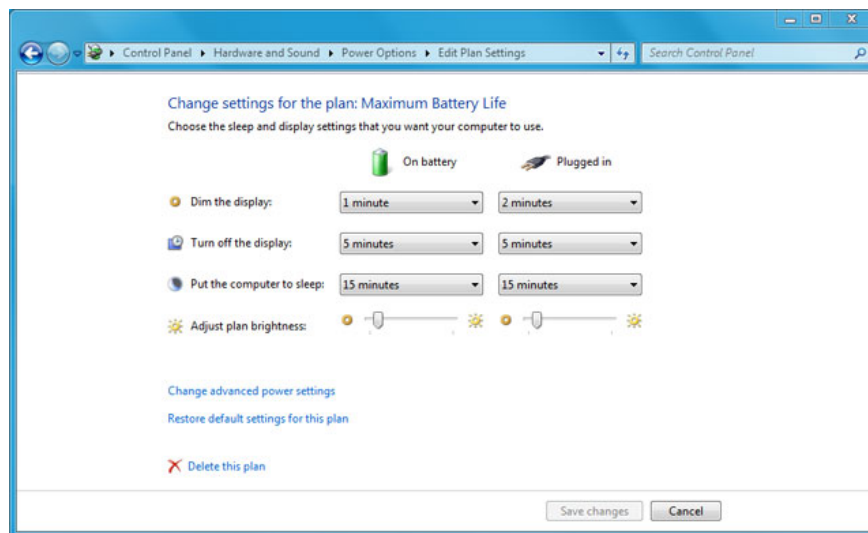 Control Panel Hardware and Sound Power Options Edit Plan Settings Search Control Panel
Change settings for the plan: Maximum Battery Life
Choose the sleep and display settings that you want your computer to use.
On battery Plugged in
Dim the display: 1 minute 2 minutes
Turn off the display: 5 minutes 5 minutes
Put the computer to sleep: 15 minutes 15 minutes
Adjust plan brightness:
Change advanced power settings
Restore default settings for this plan
Delete this plan
Save changes Cancel